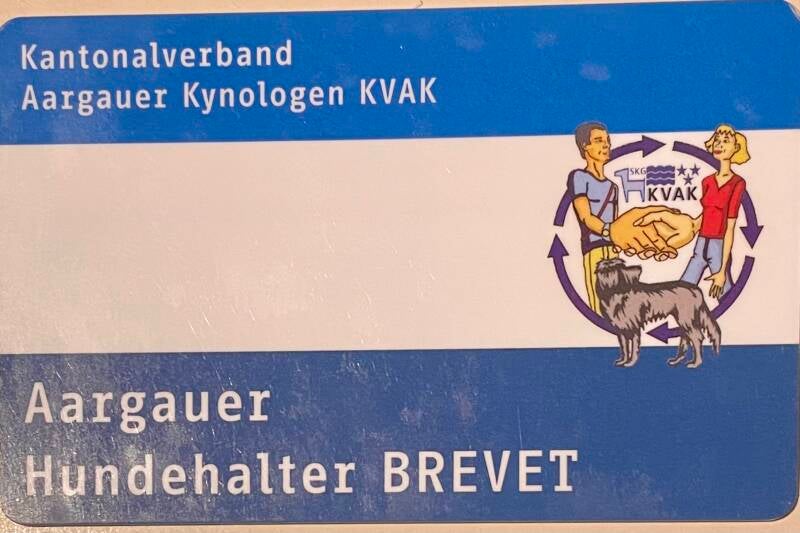 Kantonalverband
Aargauer Kynologen KVAK
SKG
KVAK
Aargauer
Hundehalter BREVET